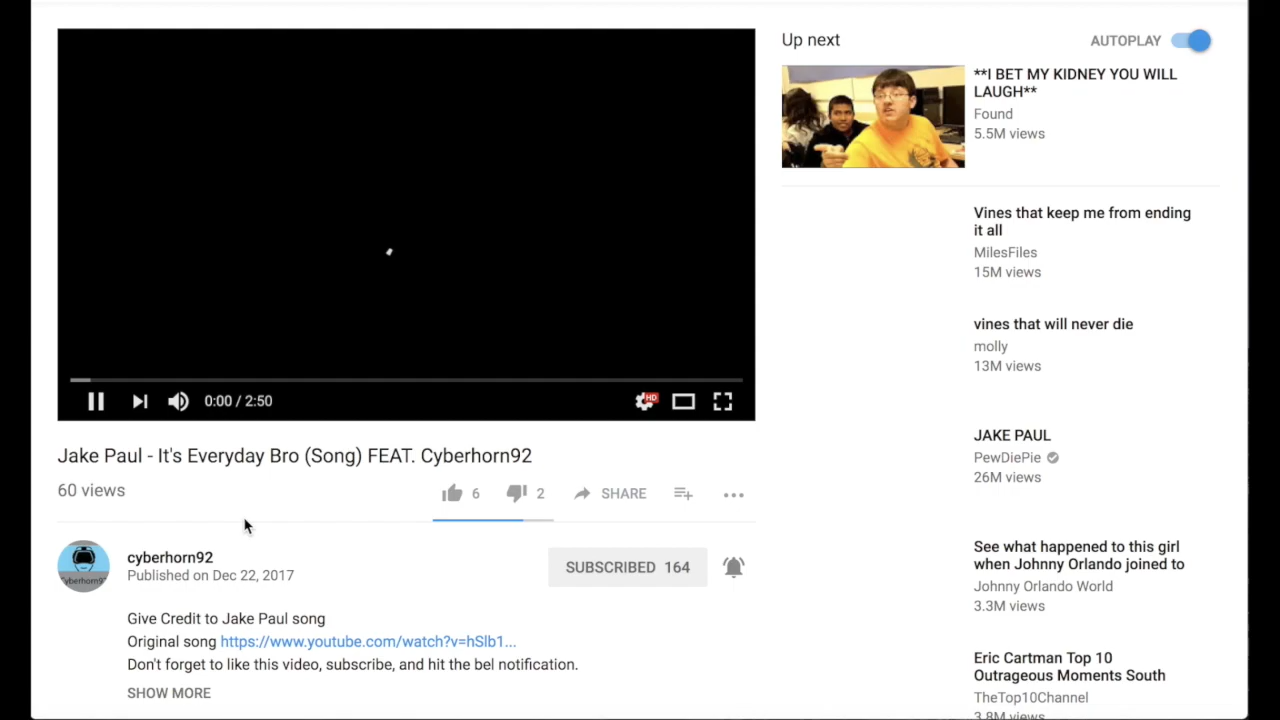 Up next
AUTOPLAY
**I BET MY KIDNEY YOU WILL
LAUGH**
Found
5.5M views
Vines that keep me from ending
it all
MilesFiles
15M views
vines that will never die
molly
13M views
JAKE PAUL
PewDiePie
26M views
See what happened to this girl
when Johnny Orlando joined to
Johnny Orlando World
3.3M views
Eric Cartman Top 10
Outrageous Moments South
TheTop10Channel
3.8M views
0:00 / 2:50
HD
Jake Paul - It's Everyday Bro (Song) FEAT. Cyberhorn92
60 views
6
2
SHARE
cyberhorn92
Published on Dec 22, 2017
SUBSCRIBED 164
Give Credit to Jake Paul song
Original song https://www.youtube.com/watch?v=hSlb1...
Don't forget to like this video, subscribe, and hit the bel notification.
SHOW MORE